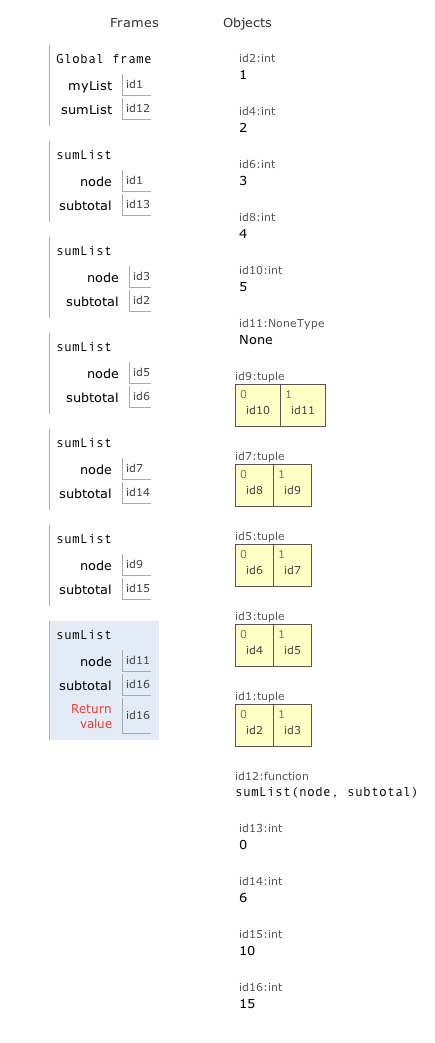 Frames
Global frame
myList id1
sumList id12
sumList
node id1
subtotal id13
sumList
node id3
subtotal id2
sumList
node id5
subtotal id6
sumList
node id7
subtotal id14
sumList
node id9
subtotal id15
sumList
node id11
subtotal id16
Return
value id16
Objects
id2:int
1
id4:int
2
id6:int
3
id8:int
4
id10:int
5
id11:NoneType
None
id9:tuple
0 1
id10 id11
id7:tuple
0 1
id8 id9
id5:tuple
0 1
id6 id7
id3:tuple
0 1
id4 id5
id1:tuple
0 1
id2 id3
id12:function
sumList(node, subtotal)
id13:int
0
id14:int
6
id15:int
10
id16:int
15